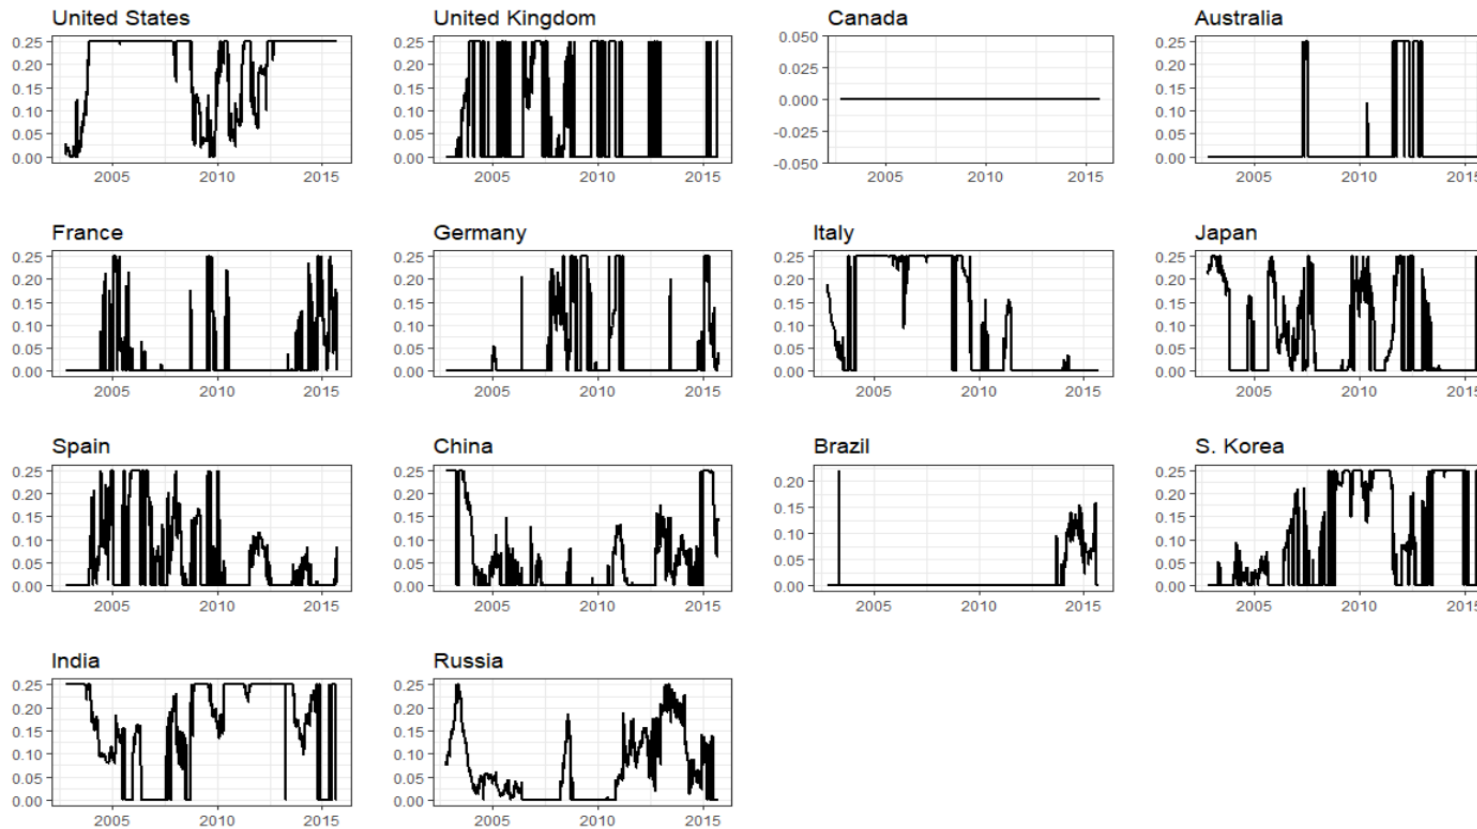 United States United Kingdom Canada Australia
0.25 0.25 0.050 0.25
0.20 0.20 0.025 0.20
0.15 0.15 0.000 0.15
0.10 0.10 -0.025 0.10
0.05 0.05 -0.050 0.05
0.00 0.00 0.00
2005 2010 2015 2005 2010 2015 2005 2010 2015 2005 2010 2015
France Germany Italy Japan
0.25 0.25 0.25 0.25
0.20 0.20 0.20 0.20
0.15 0.15 0.15 0.15
0.10 0.10 0.10 0.10
0.05 0.05 0.05 0.05
0.00 0.00 0.00 0.00
2005 2010 2015 2005 2010 2015 2005 2010 2015 2005 2010 2015
Spain China Brazil S. Korea
0.25 0.25 0.20 0.25
0.20 0.20 0.15 0.20
0.15 0.15 0.10 0.15
0.10 0.10 0.05 0.10
0.05 0.05 0.00 0.05
0.00 0.00 0.00
2005 2010 2015 2005 2010 2015 2005 2010 2015 2005 2010 2015
India Russia
0.25 0.25
0.20 0.20
0.15 0.15
0.10 0.10
0.05 0.05
0.00 0.00
2005 2010 2015 2005 2010 2015